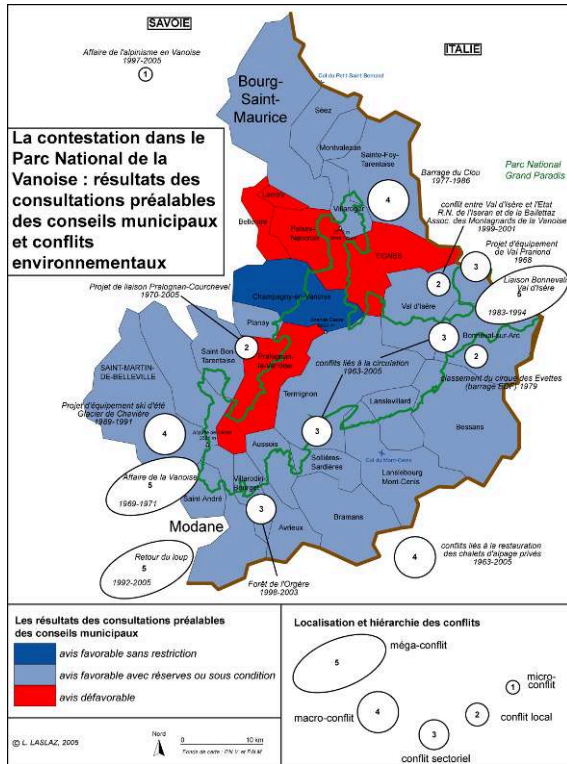 SAVOIE
ITALIE
Affaire de l'alpinisme en Vanoise
1997-2005
1
Col du Petit Saint Bernard
Bourg-
Saint-
Maurice
Séez
Montvalezan
Sainte-Foy-
Tarentaise
La contestation dans le
Parc National de la
Vanoise : résultats des
consultations préalables
des conseils municipaux
et conflits
environnementaux
Parc National
Grand Paradis
Barrage du Clou
1977-1986
4
Villaroger
Landry
Bellentre
Peisey-
Nancroix
TIGNES
conflit entre Val d'Isère et l'Etat
R.N. de l'Iseran et de la Bailettaz
Assoc. des Montagnards de la Vanoise
1999-2001
2
Projet d'équipement
de Val Prariond
1968
3
Liaison Bonneval
Val d'Isère
5
1983-1994
Projet de liaison Pralognan-Courchevel
1970-2005
2
Champagny-en-Vanoise
Val d'Isère
Planay
Saint Bon
Tarentaise
Pralognan
la-Vanoise
SAINT-MARTIN-
DE-BELLEVILLE
conflits liés à la circulation
1963-2005
3
3
Bonneval-sur-Arc
2
classement du cirque des Evettes
(barrage EDF) 1979
Termignon
Lanslevillard
Bessans
Projet d'équipement ski d'été
Glacier de Chavière
1989-1991
4
Aussois
Sollières-
Sardières
Col du Mont-Cenis
Lanslebourg
Mont-Cenis
Affaire de la Vanoise
5
1969-1971
Villarodin-
Bourget
Saint-André
Modane
Avrieux
Bramans
3
Forêt de l'Orgère
1998-2003
Retour du loup
5
1992-2005
4
conflits liés à la restauration
des chalets d'alpage privés
1963-2005
Les résultats des consultations préalables
des conseils municipaux
avis favorable sans restriction
avis favorable avec réserves ou sous condition
avis défavorable
© L. LASLAZ, 2005
Nord
0 10 km
Fonds de carte : P.N.V. et P.N.M.
Localisation et hiérarchie des conflits
5
méga-conflit
1
micro-
conflit
macro-conflit
4
2
conflit local
3
conflit sectoriel